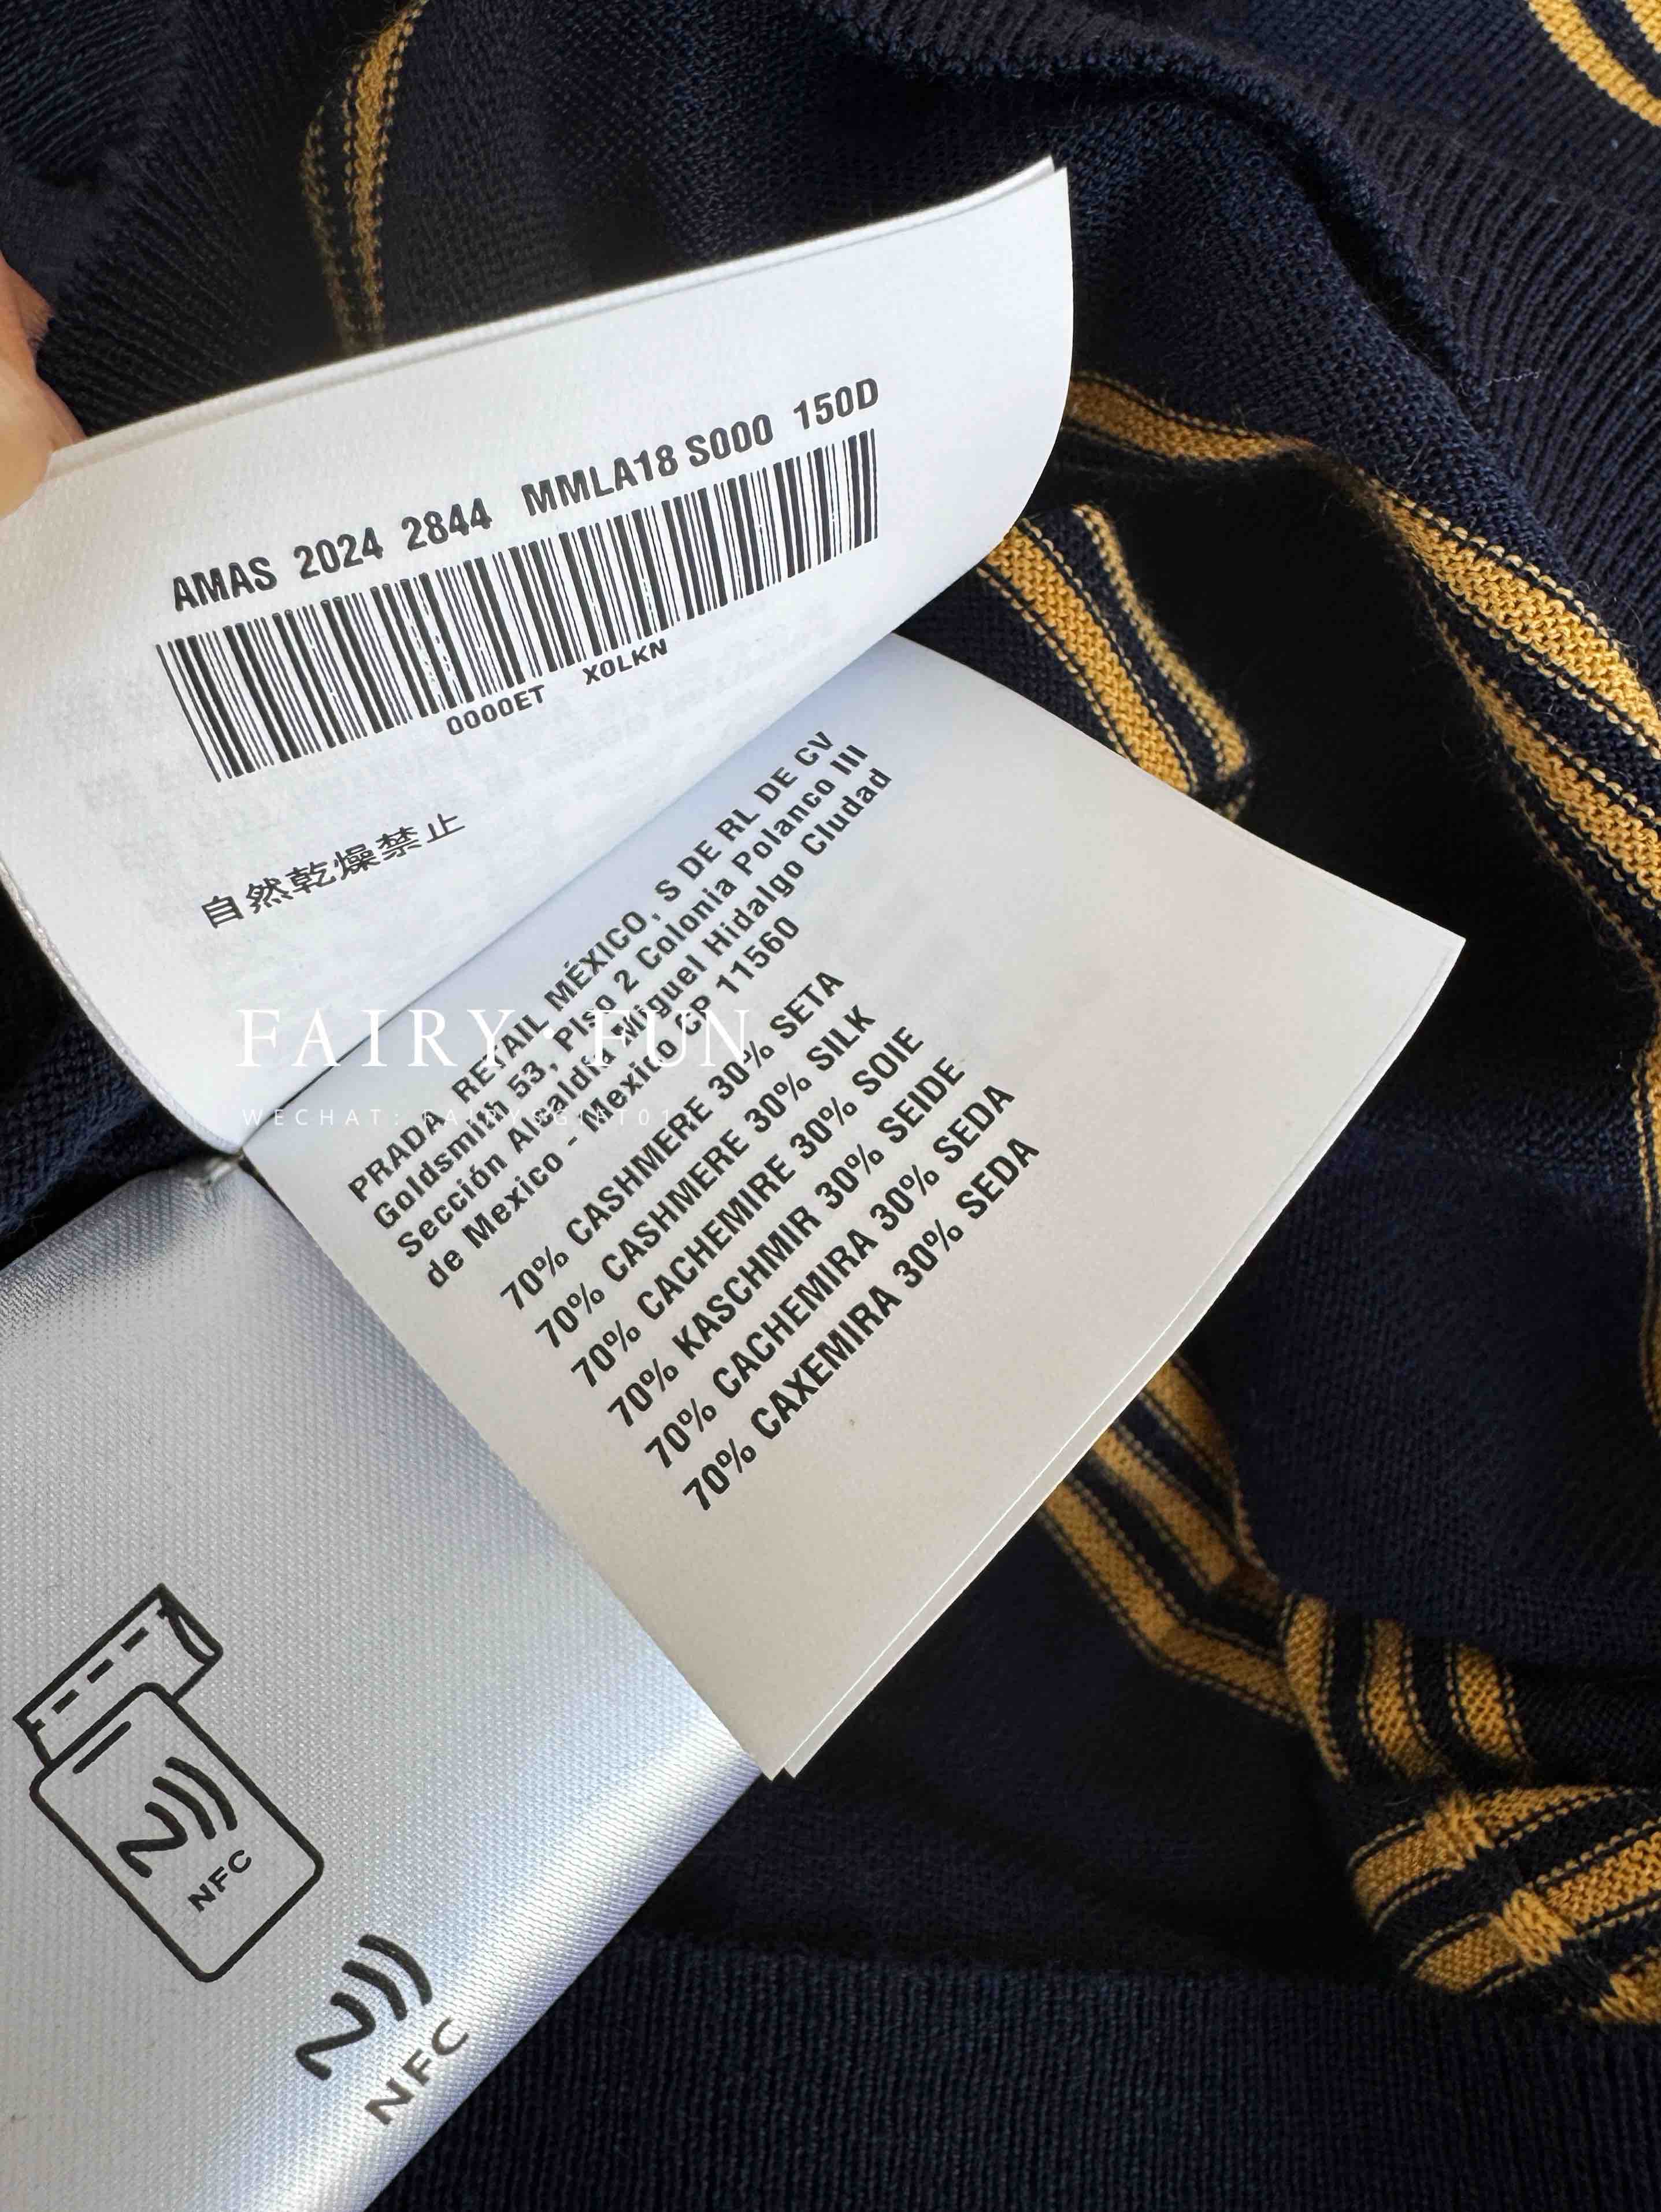 AMAS 2024 2844 MMLA18 S000 150D
0000ET XOLKN
自然乾燥禁止
PRADA RETAIL MÉXICO, S DE RL DE CV
Goldsmith 53, Piso 2 Colonia Polanco III
Sección Alcaldía Miguel Hidalgo Ciudad
de Mexico - Mexico CP 11560
70% CASHMERE 30% SETA
70% CASHMERE 30% SILK
70% CACHEMIRE 30% SOIE
70% KASCHMIR 30% SEIDE
70% CACHEMIRA 30% SEDA
70% CAXEMIRA 30% SEDA
FAIRY·FUN
WECHAT:
NFC
NFC